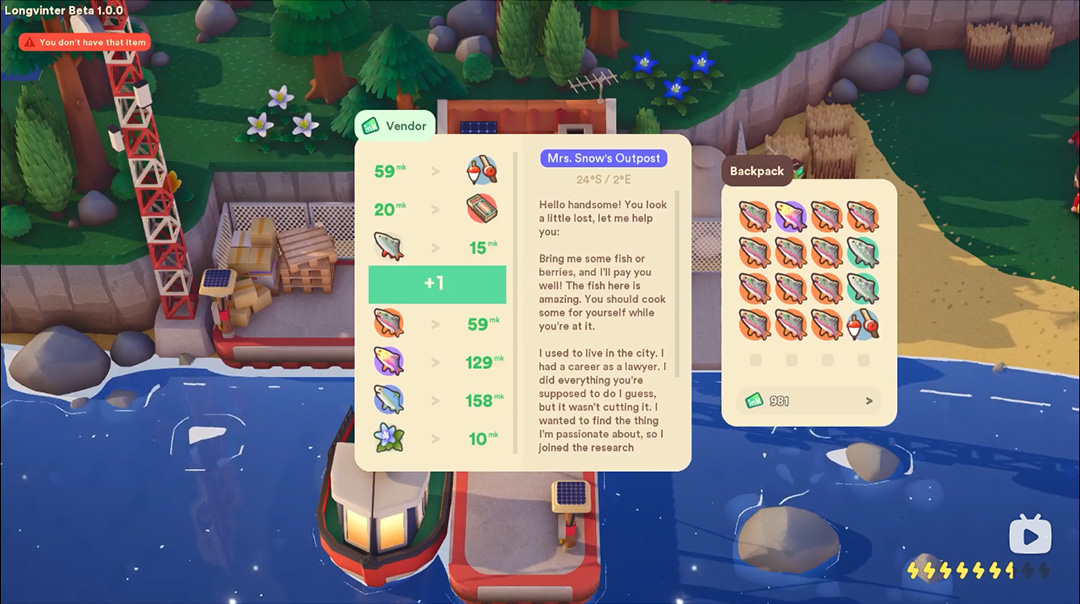 Longvinter Beta 1.0.0
You don't have that item
Vendor
59 mk >
20 mk >
> 15 mk
+1
> 59 mk
> 129 mk
> 158 mk
> 10 mk
Mrs. Snow's Outpost
24°S / 2°E
Hello handsome! You look
a little lost, let me help
you:
Bring me some fish or
berries, and I'll pay you
well! The fish here is
amazing. You should cook
some for yourself while
you're at it.
I used to live in the city. I
had a career as a lawyer. I
did everything you're
supposed to do I guess,
but it wasn't cutting it. I
wanted to find the thing
I'm passionate about, so I
joined the research
Backpack
mk 981 >